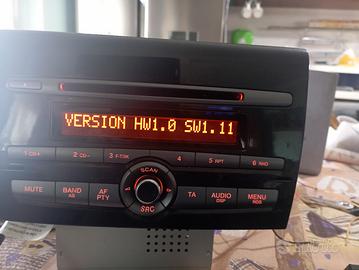 VERSION HW1.0 SW1.11
1 CD+
2 CD-
3 F-TRK
4
5 RPT
6 RND
SCAN
MUTE
BAND
AS
AF
PTY
SRC
TA
AUDIO
DSP
MENU
RDS